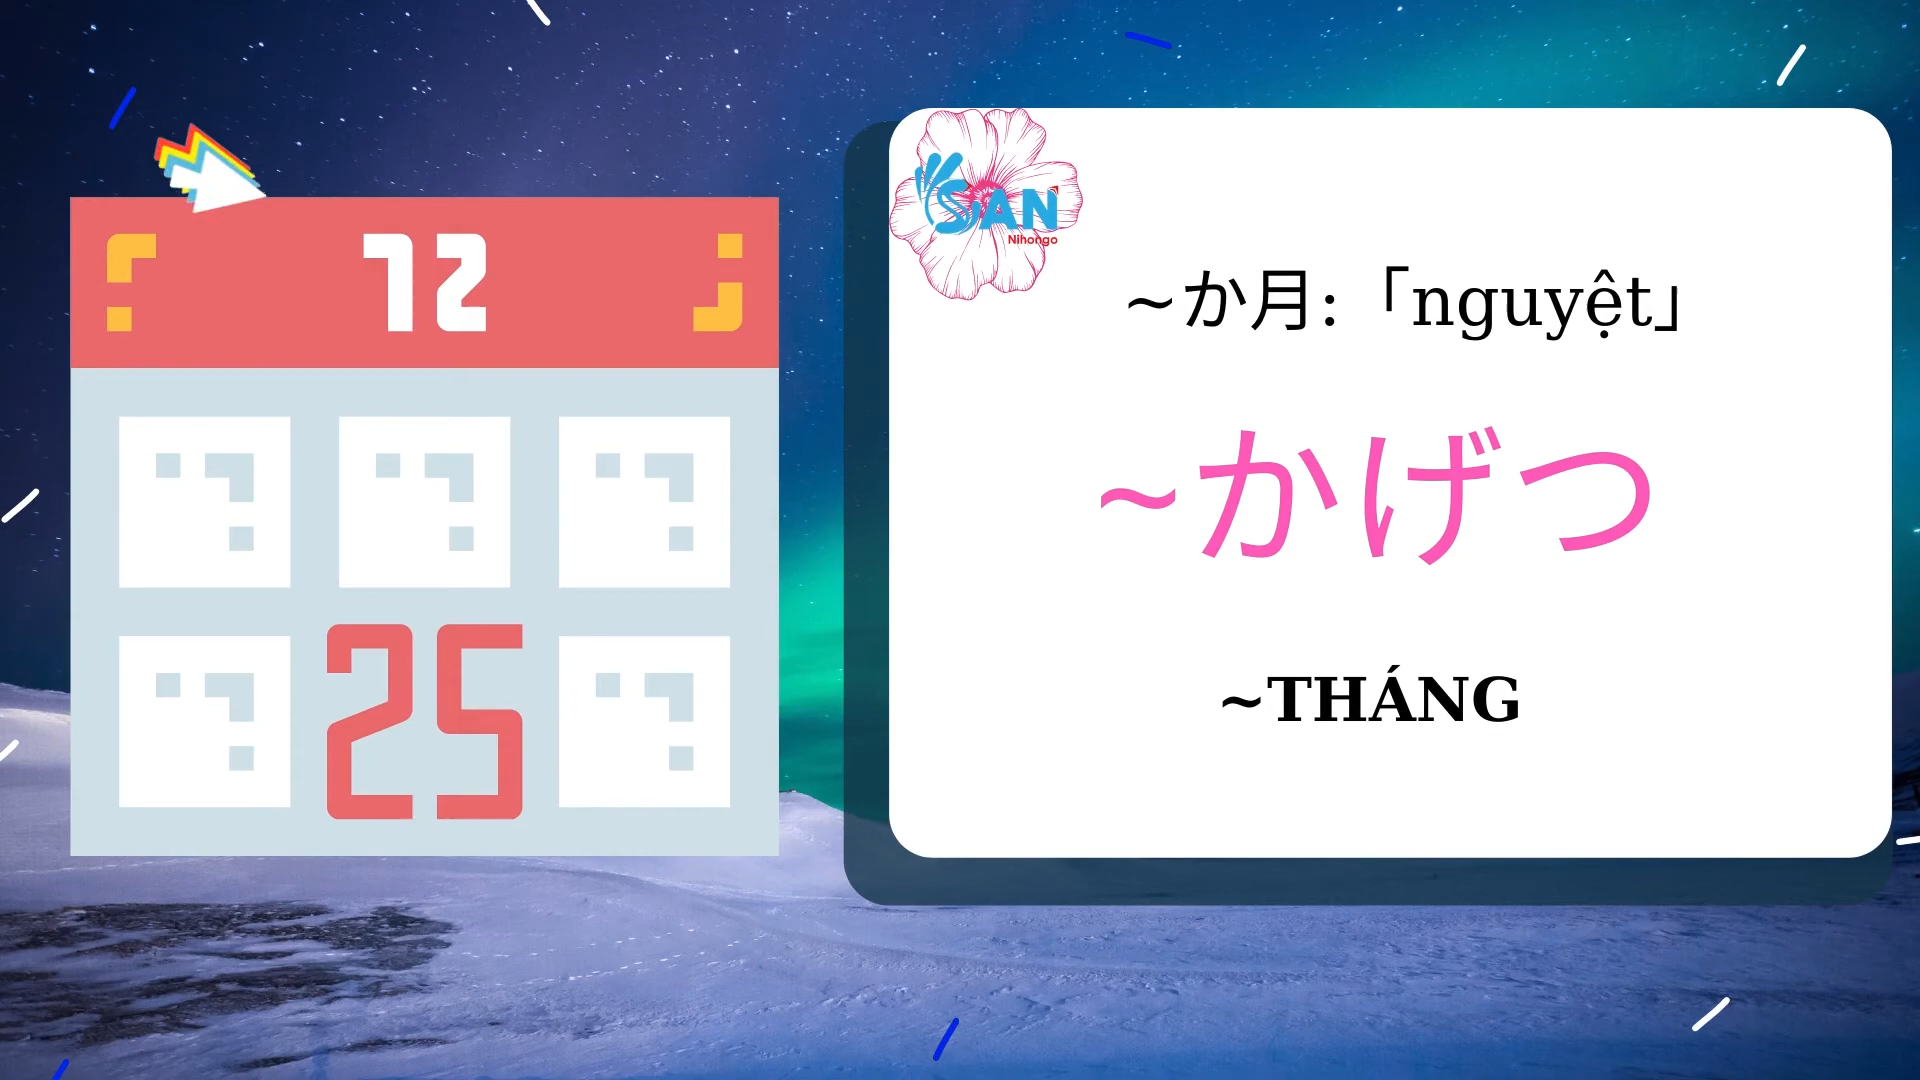 12
25
SAN
Nihongo
~か月:「nguyệt」
~かげつ
~THÁNG